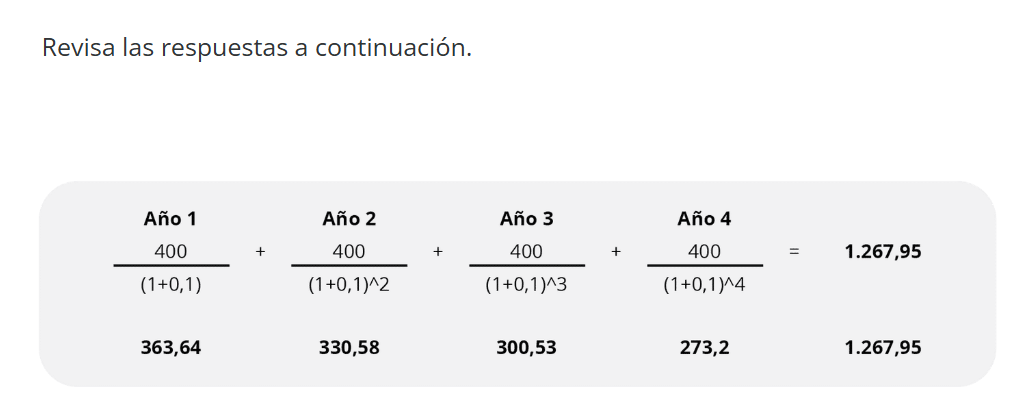 Revisa las respuestas a continuación.
Año 1 Año 2 Año 3 Año 4
400 + 400 + 400 + 400 = 1.267,95
(1+0,1) (1+0,1)^2 (1+0,1)^3 (1+0,1)^4
363,64 330,58 300,53 273,2 1.267,95